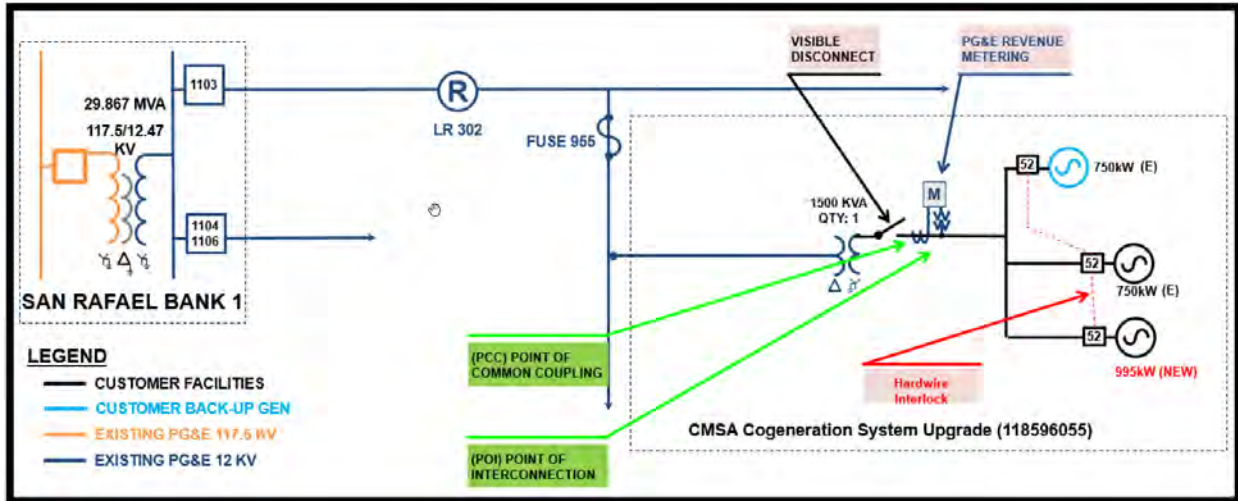 VISIBLE
DISCONNECT
PG&E REVENUE
METERING
1103
29.867 MVA
117.5/12.47
KV
R
LR 302
FUSE 955
52
750kW (E)
M
1500 KVA
QTY: 1
1104
1106
52
750kW (E)
SAN RAFAEL BANK 1
52
995kW (NEW)
LEGEND
CUSTOMER FACILITIES
CUSTOMER BACK-UP GEN
EXISTING PG&E 117.5 KV
EXISTING PG&E 12 KV
(PCC) POINT OF
COMMON COUPLING
Hardwire
Interlock
CMSA Cogeneration System Upgrade (118596055)
(POI) POINT OF
INTERCONNECTION